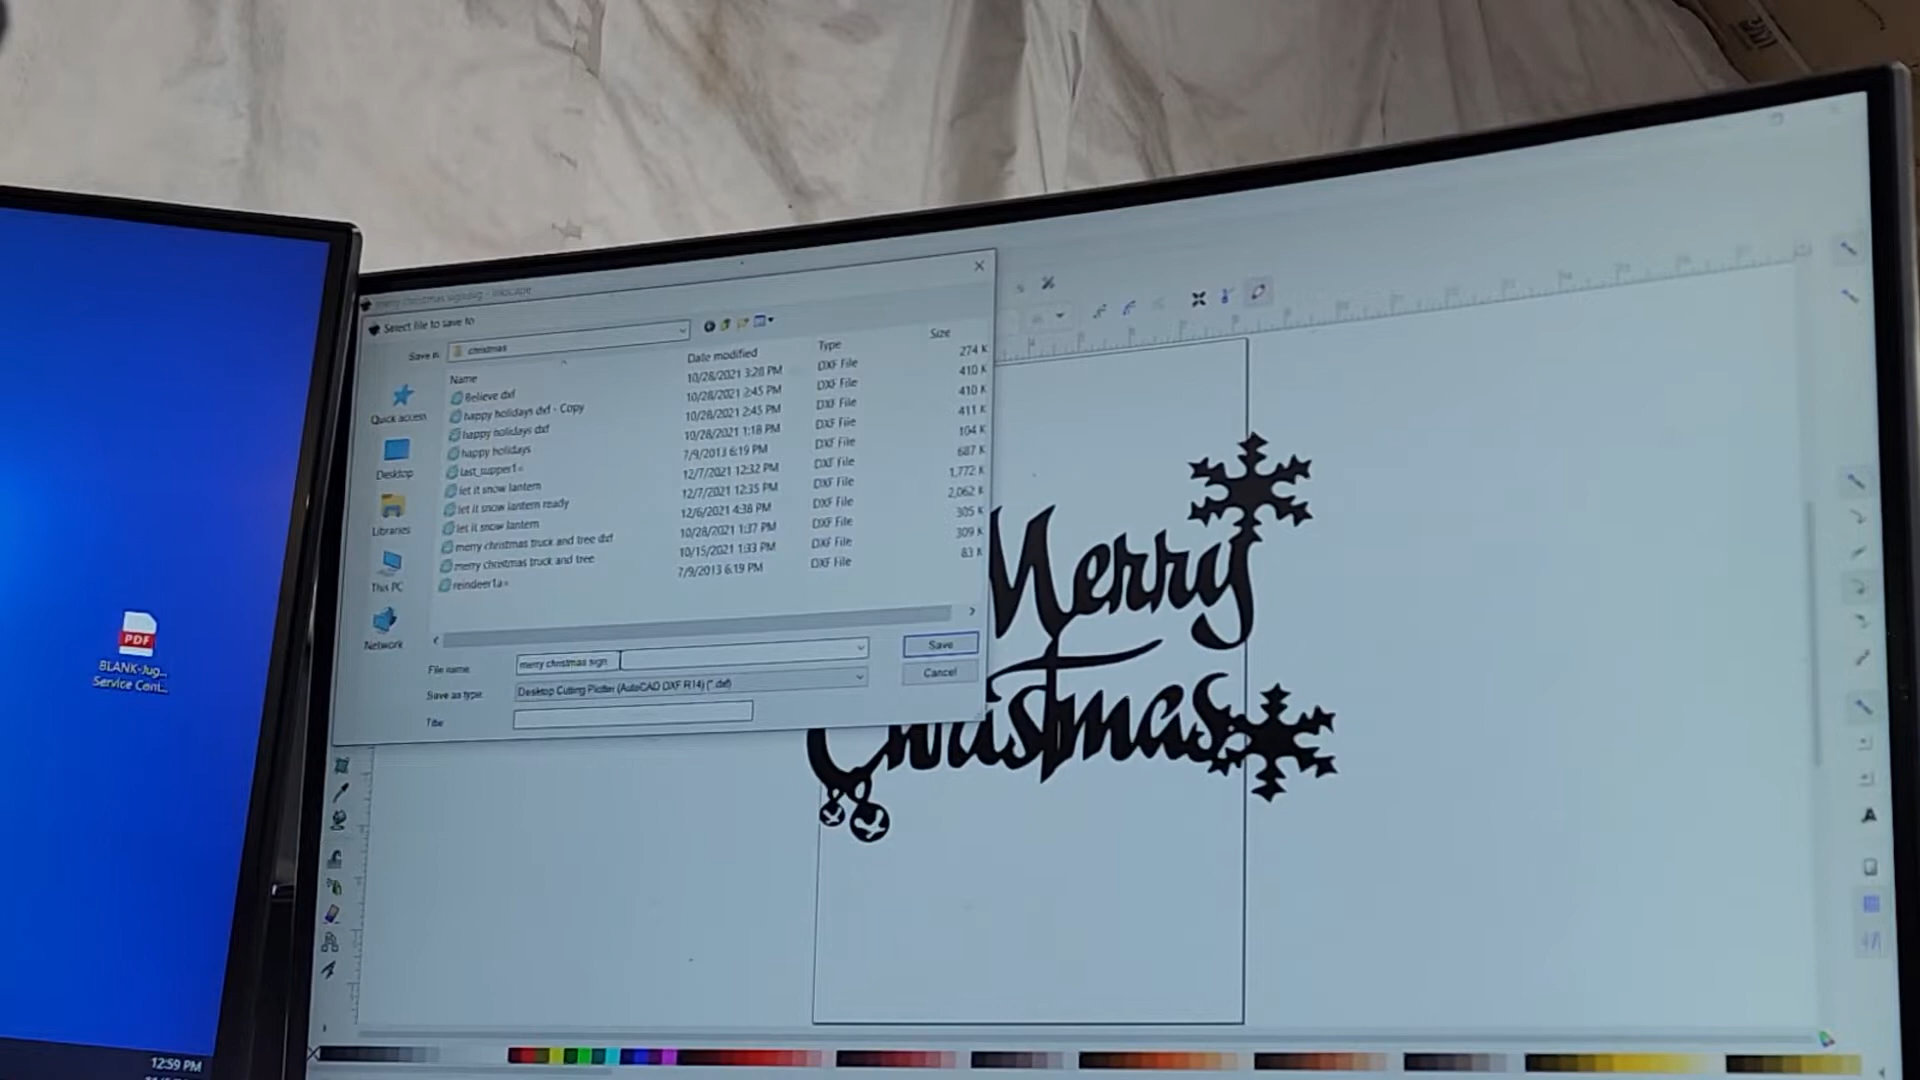 merry christmas sign.svg - Inkscape
Select file to save to
Save in: christmas
Name Date modified Type Size
Believe dxf 10/28/2021 3:28 PM DXF File 274 K
happy holidays dxf - Copy 10/28/2021 2:45 PM DXF File 410 K
happy holidays dxf 10/28/2021 2:45 PM DXF File 410 K
happy holidays 10/28/2021 1:18 PM DXF File 411 K
last_supper1= 7/9/2013 6:19 PM DXF File 104 K
let it snow lantern 12/7/2021 12:32 PM DXF File 687 K
let it snow lantern ready 12/7/2021 12:35 PM DXF File 1,772 K
let it snow lantern 12/6/2021 4:38 PM DXF File 2,062 K
merry christmas truck and tree dxf 10/28/2021 1:37 PM DXF File 305 K
merry christmas truck and tree 10/15/2021 1:33 PM DXF File 309 K
reindeer1a= 7/9/2013 6:19 PM DXF File 83 K
Quick access
Desktop
Libraries
This PC
Network
File name: merry christmas sign Save
Save as type: Desktop Cutting Plotter (AutoCAD DXF R14) (*.dxf) Cancel
Title:
Merry
Christmas
PDF
BLANK-Jug...
Service Cont...
12:59 PM